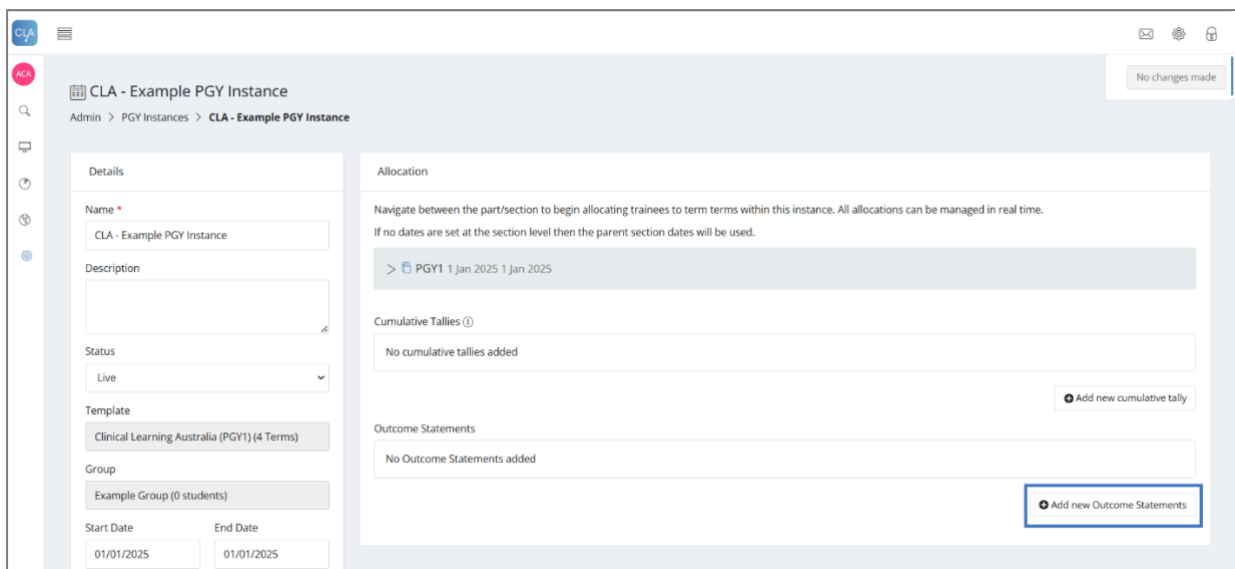 CLA
ACA
No changes made
CLA - Example PGY Instance
Admin > PGY Instances > CLA - Example PGY Instance
Details
Name *
CLA - Example PGY Instance
Description
Status
Live
Template
Clinical Learning Australia (PGY1) (4 Terms)
Group
Example Group (0 students)
Start Date End Date
01/01/2025 01/01/2025
Allocation
Navigate between the part/section to begin allocating trainees to term terms within this instance. All allocations can be managed in real time.
If no dates are set at the section level then the parent section dates will be used.
> PGY1 1 Jan 2025 1 Jan 2025
Cumulative Tallies
No cumulative tallies added
Add new cumulative tally
Outcome Statements
No Outcome Statements added
Add new Outcome Statements